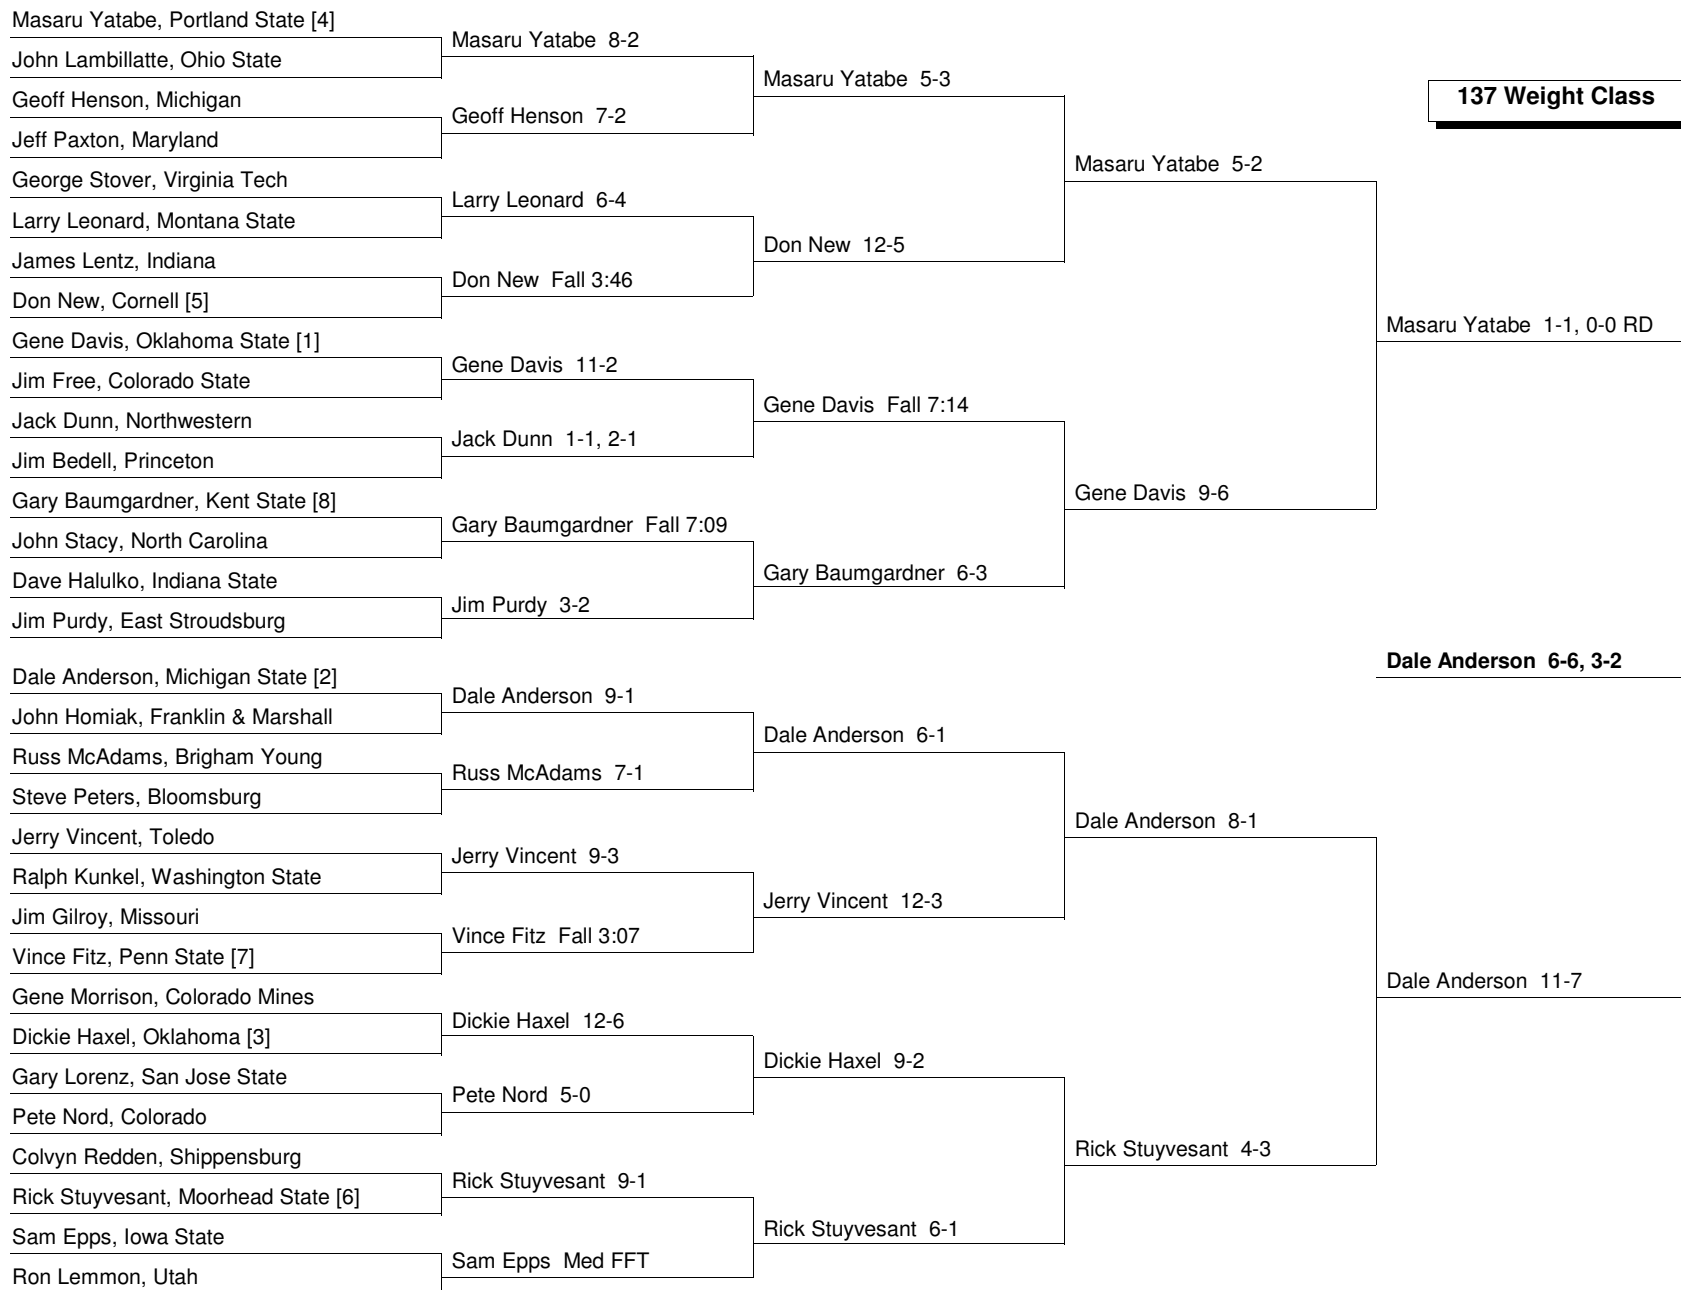 Masaru Yatabe, Portland State [4]
John Lambillatte, Ohio State
Geoff Henson, Michigan
Jeff Paxton, Maryland
George Stover, Virginia Tech
Larry Leonard, Montana State
James Lentz, Indiana
Don New, Cornell [5]
Gene Davis, Oklahoma State [1]
Jim Free, Colorado State
Jack Dunn, Northwestern
Jim Bedell, Princeton
Gary Baumgardner, Kent State [8]
John Stacy, North Carolina
Dave Halulko, Indiana State
Jim Purdy, East Stroudsburg
Dale Anderson, Michigan State [2]
John Homiak, Franklin & Marshall
Russ McAdams, Brigham Young
Steve Peters, Bloomsburg
Jerry Vincent, Toledo
Ralph Kunkel, Washington State
Jim Gilroy, Missouri
Vince Fitz, Penn State [7]
Gene Morrison, Colorado Mines
Dickie Haxel, Oklahoma [3]
Gary Lorenz, San Jose State
Pete Nord, Colorado
Colvyn Redden, Shippensburg
Rick Stuyvesant, Moorhead State [6]
Sam Epps, Iowa State
Ron Lemmon, Utah
Masaru Yatabe 8-2
Geoff Henson 7-2
Larry Leonard 6-4
Don New Fall 3:46
Gene Davis 11-2
Jack Dunn 1-1, 2-1
Gary Baumgardner Fall 7:09
Jim Purdy 3-2
Dale Anderson 9-1
Russ McAdams 7-1
Jerry Vincent 9-3
Vince Fitz Fall 3:07
Dickie Haxel 12-6
Pete Nord 5-0
Rick Stuyvesant 9-1
Sam Epps Med FFT
Masaru Yatabe 5-3
Don New 12-5
Gene Davis Fall 7:14
Gary Baumgardner 6-3
Dale Anderson 6-1
Jerry Vincent 12-3
Dickie Haxel 9-2
Rick Stuyvesant 6-1
Masaru Yatabe 5-2
Gene Davis 9-6
Dale Anderson 8-1
Rick Stuyvesant 4-3
137 Weight Class
Masaru Yatabe 1-1, 0-0 RD
Dale Anderson 6-6, 3-2
Dale Anderson 11-7